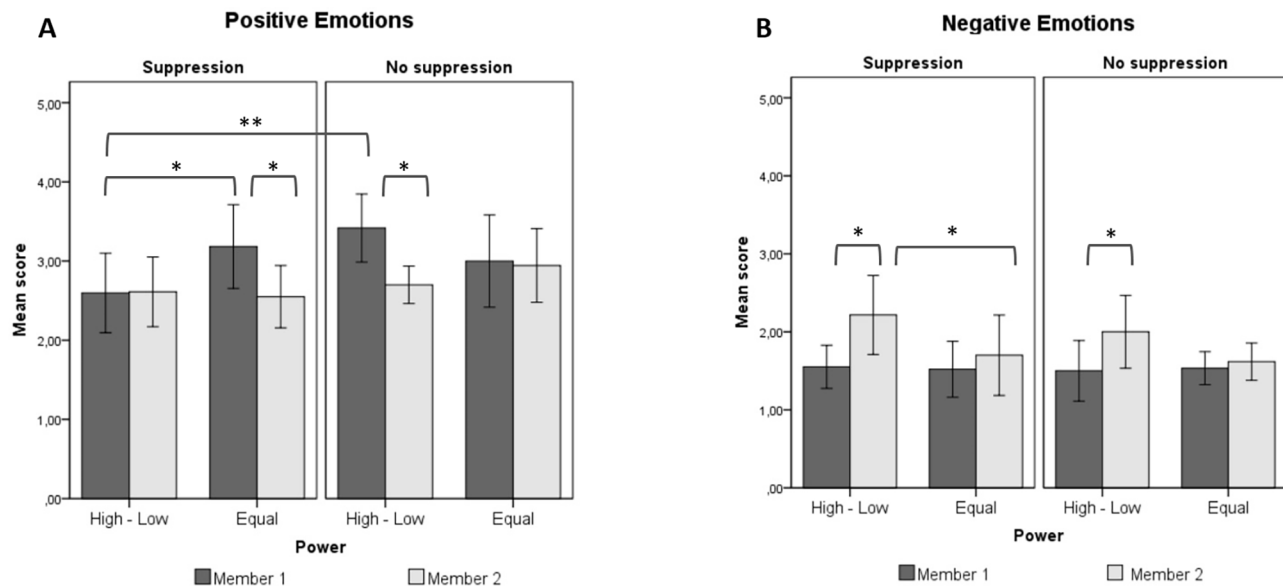 A
Positive Emotions
Suppression
No suppression
5,00
4,00
3,00
2,00
1,00
,00
Mean score
**
*
*
*
High - Low
Equal
High - Low
Equal
Power
Member 1
Member 2
B
Negative Emotions
Suppression
No suppression
5,00
4,00
3,00
2,00
1,00
,00
Mean score
*
*
*
High - Low
Equal
High - Low
Equal
Power
Member 1
Member 2